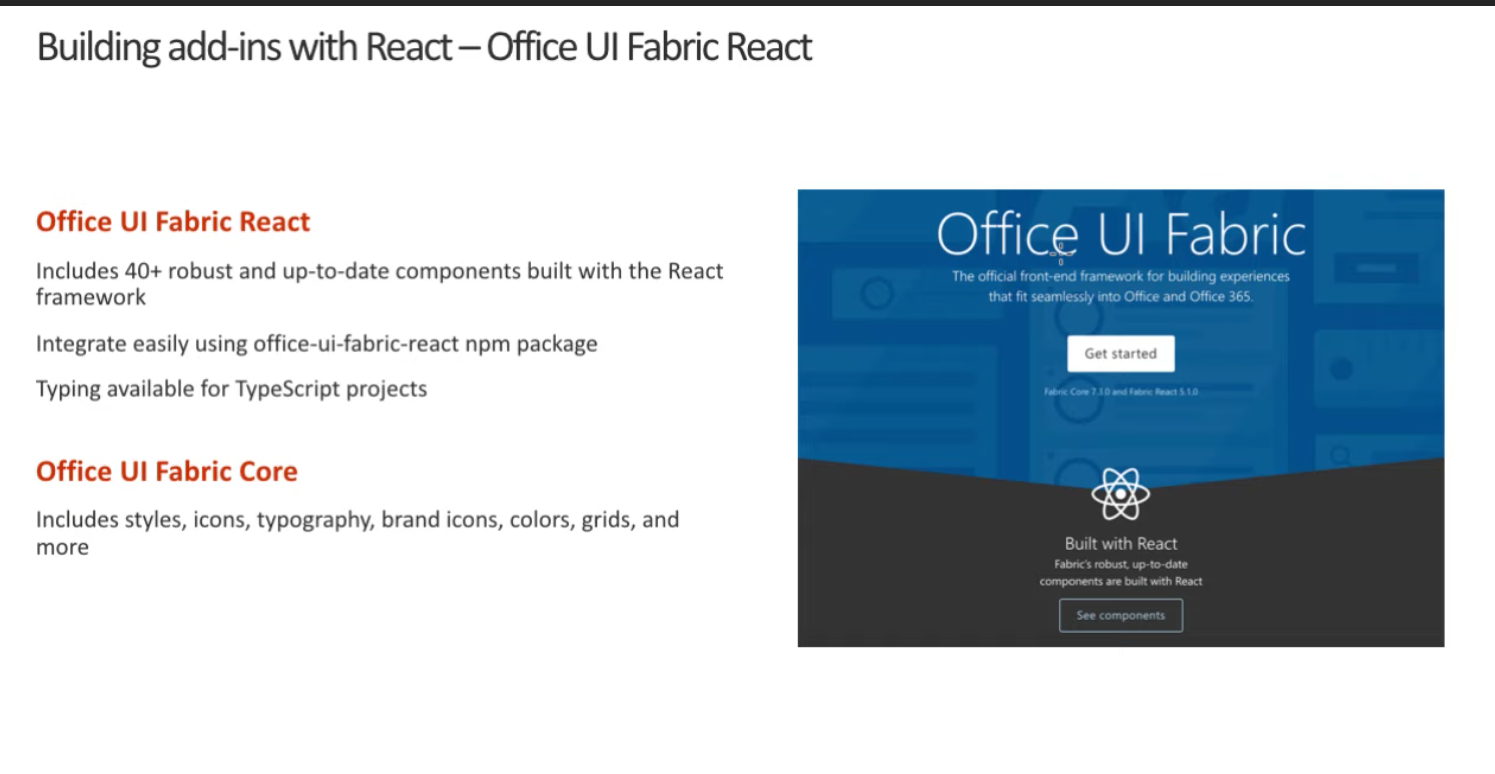 Building add-ins with React – Office UI Fabric React
Office UI Fabric React
Includes 40+ robust and up-to-date components built with the React
framework
Integrate easily using office-ui-fabric-react npm package
Typing available for TypeScript projects
Office UI Fabric Core
Includes styles, icons, typography, brand icons, colors, grids, and
more
Office UI Fabric
The official front-end framework for building experiences
that fit seamlessly into Office and Office 365.
Get started
Fabric Core 7.1.0 and Fabric React 5.1.0
Built with React
Fabric's robust, up-to-date
components are built with React
See components